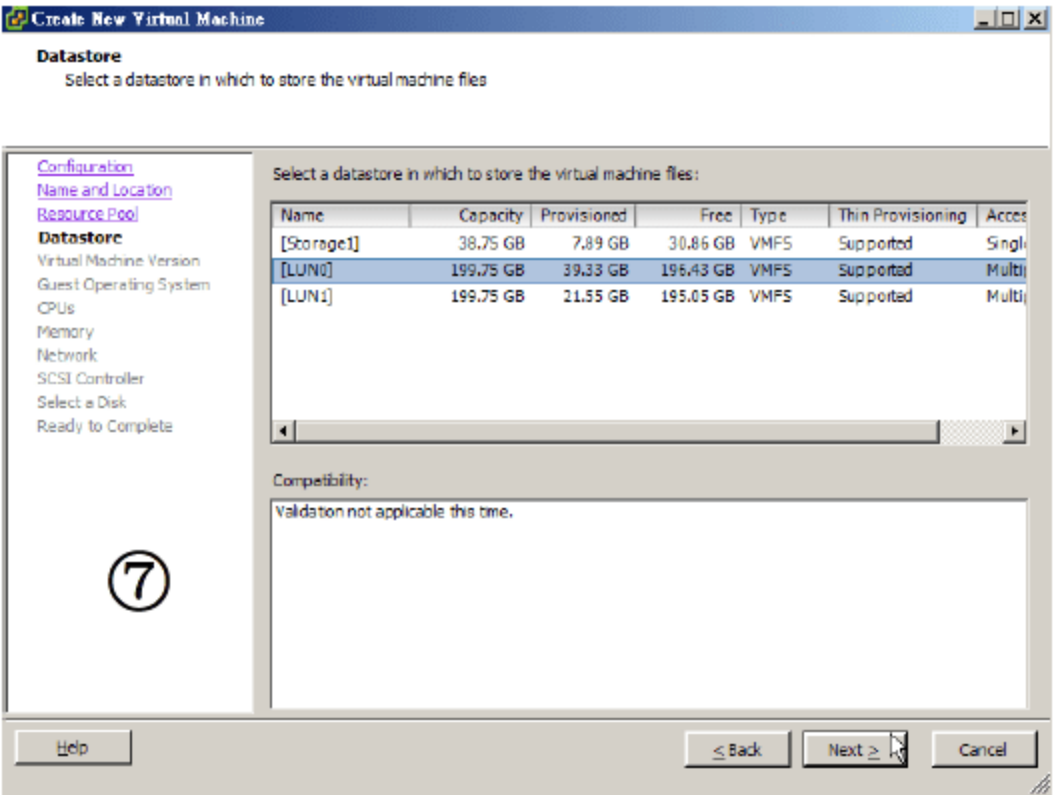 Create New Virtual Machine
Datastore
Select a datastore in which to store the virtual machine files
Configuration
Name and Location
Resource Pool
Datastore
Virtual Machine Version
Guest Operating System
CPUs
Memory
Network
SCSI Controller
Select a Disk
Ready to Complete
⑦
Select a datastore in which to store the virtual machine files:
Name Capacity Provisioned Free Type Thin Provisioning Acces
[Storage1] 38.75 GB 7.89 GB 30.86 GB VMFS Supported Singl
[LUN0] 199.75 GB 39.33 GB 196.43 GB VMFS Supported Multip
[LUN1] 199.75 GB 21.55 GB 195.05 GB VMFS Supported Multip
Compatibility:
Validation not applicable this time.
Help
< Back
Next >
Cancel